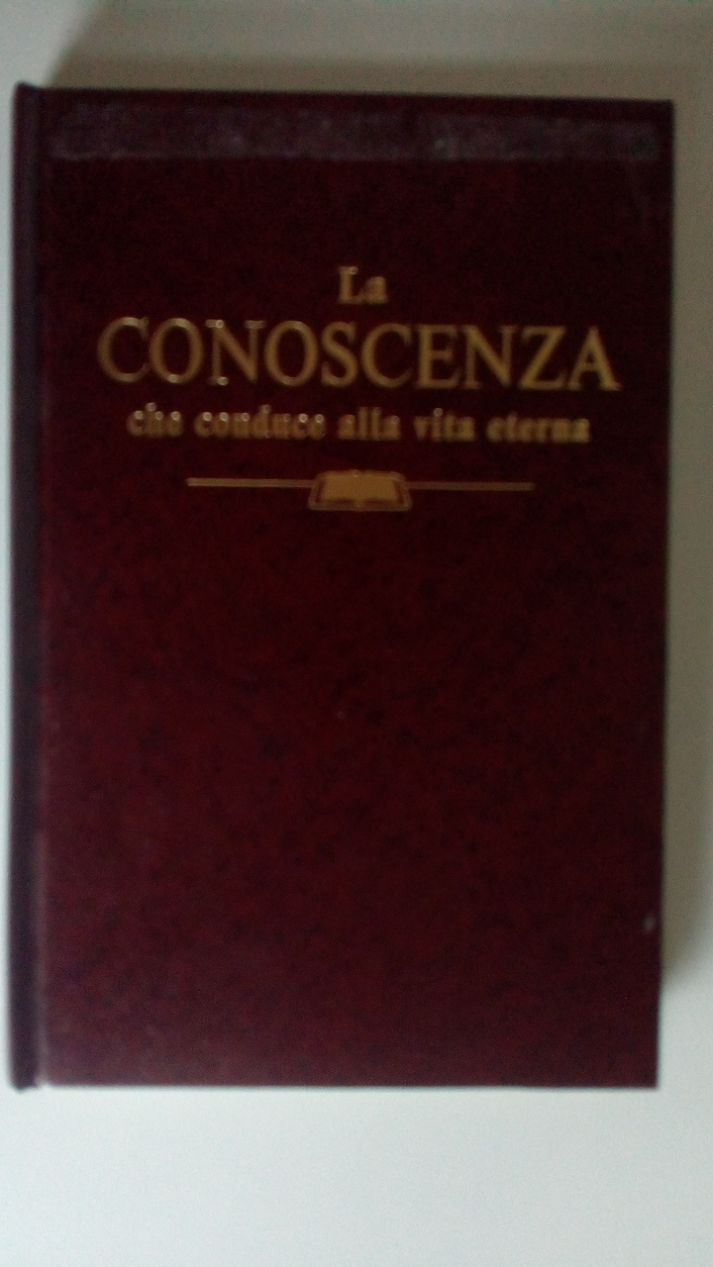 La
CONOSCENZA
che conduce alla vita eterna